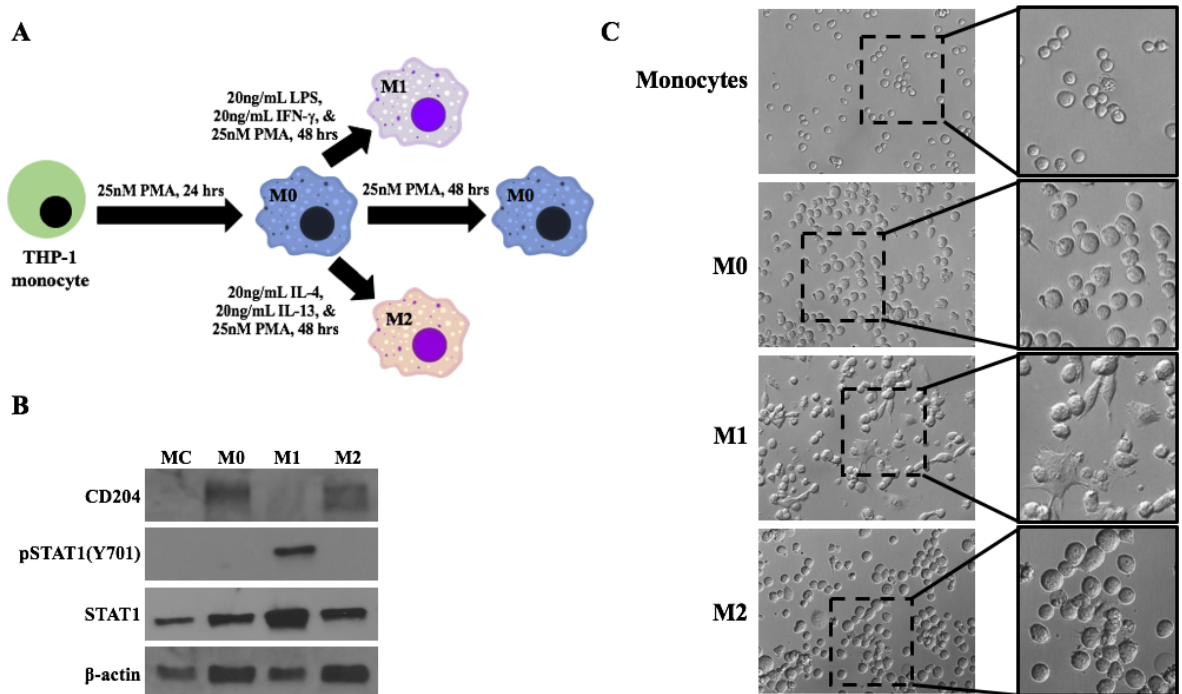 A
20ng/mL LPS,
20ng/mL IFN-γ, &
25nM PMA, 48 hrs
M1
25nM PMA, 24 hrs
M0
25nM PMA, 48 hrs
M0
THP-1
monocyte
20ng/mL IL-4,
20ng/mL IL-13, &
25nM PMA, 48 hrs
M2
B
MC M0 M1 M2
CD204
pSTAT1(Y701)
STAT1
β-actin
C
Monocytes
M0
M1
M2